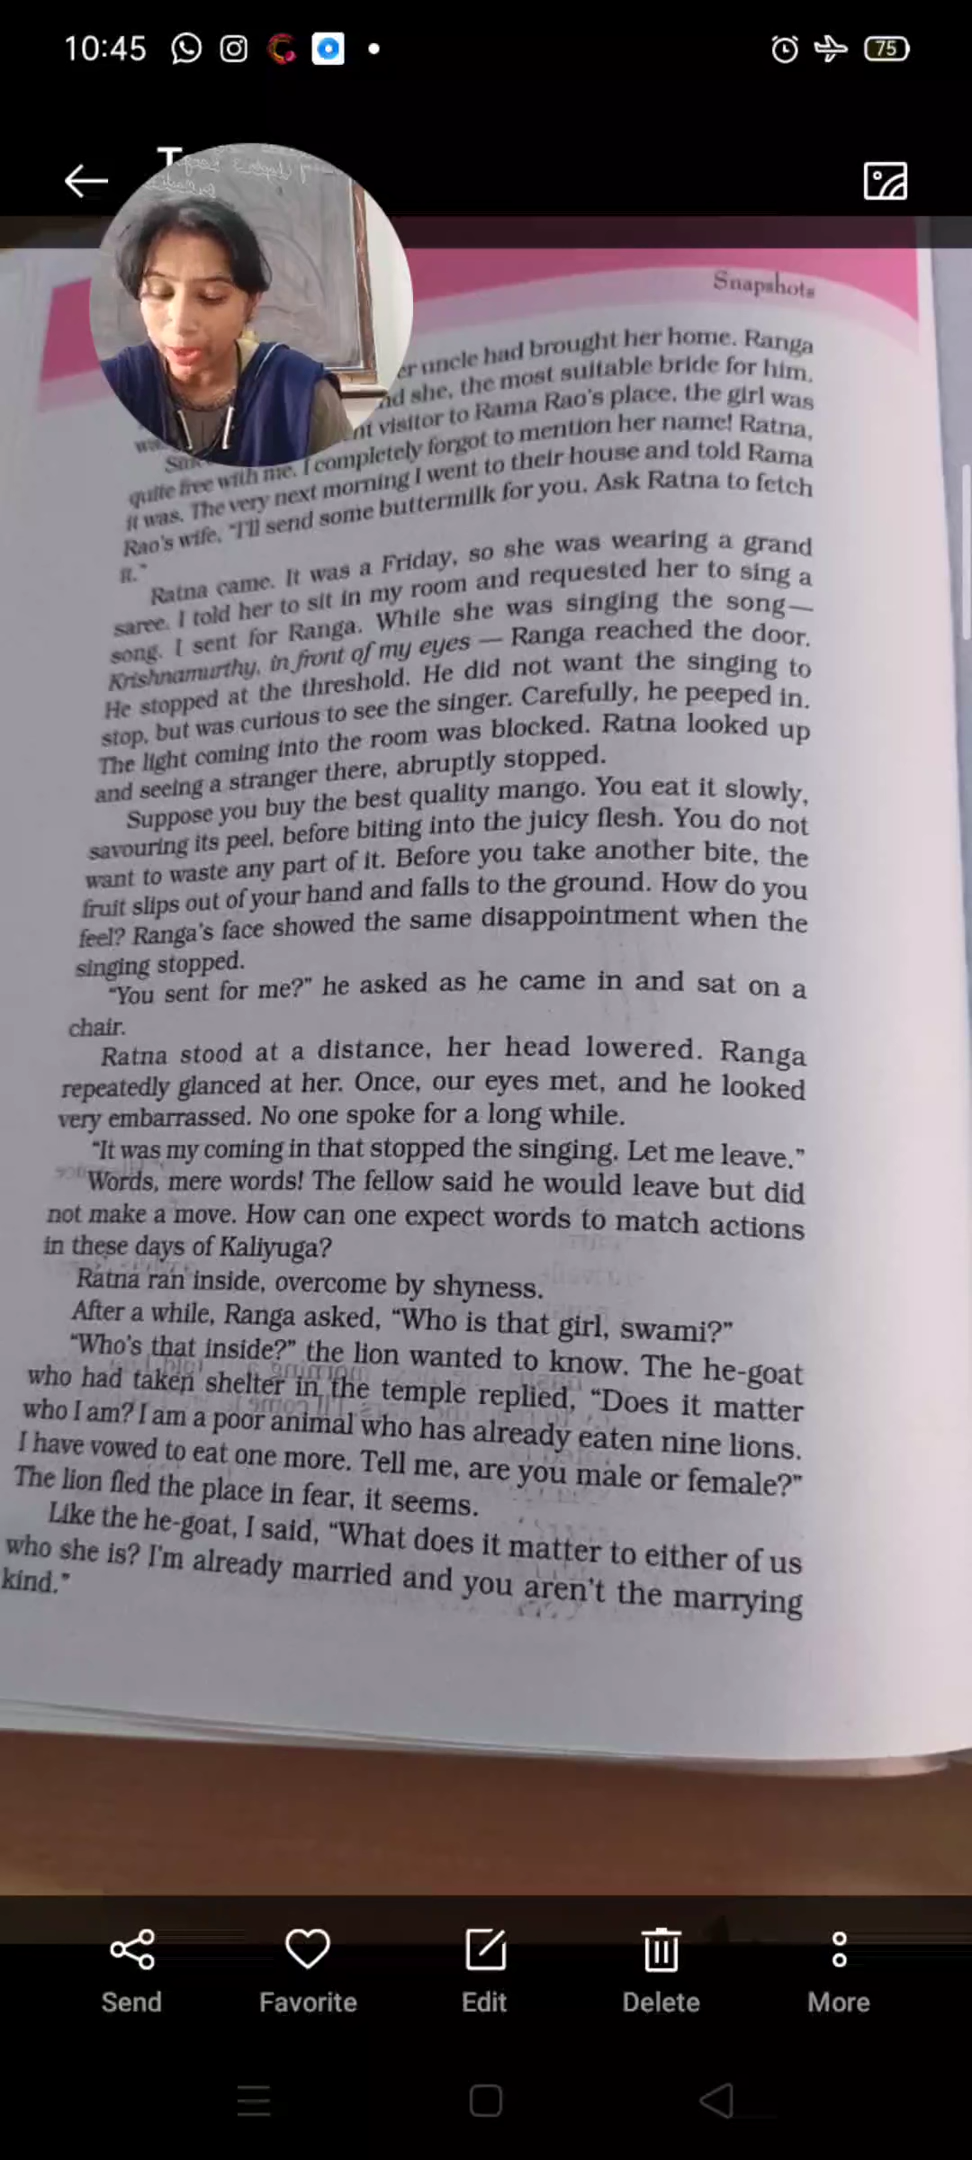 10:45
75
T
Snapshots
er uncle had brought her home. Ranga
nd she, the most suitable bride for him.
nt visitor to Rama Rao's place, the girl was
quite free with me. I completely forgot to mention her name! Ratna,
it was. The very next morning I went to their house and told Rama
Rao's wife, "I'll send some buttermilk for you. Ask Ratna to fetch
it."
Ratna came. It was a Friday, so she was wearing a grand
saree. I told her to sit in my room and requested her to sing a
song. I sent for Ranga. While she was singing the song—
Krishnamurthy, in front of my eyes — Ranga reached the door.
He stopped at the threshold. He did not want the singing to
stop, but was curious to see the singer. Carefully, he peeped in.
The light coming into the room was blocked. Ratna looked up
and seeing a stranger there, abruptly stopped.
Suppose you buy the best quality mango. You eat it slowly,
savouring its peel, before biting into the juicy flesh. You do not
want to waste any part of it. Before you take another bite, the
fruit slips out of your hand and falls to the ground. How do you
feel? Ranga's face showed the same disappointment when the
singing stopped.
"You sent for me?" he asked as he came in and sat on a
chair.
Ratna stood at a distance, her head lowered. Ranga
repeatedly glanced at her. Once, our eyes met, and he looked
very embarrassed. No one spoke for a long while.
"It was my coming in that stopped the singing. Let me leave."
Words, mere words! The fellow said he would leave but did
not make a move. How can one expect words to match actions
in these days of Kaliyuga?
Ratna ran inside, overcome by shyness.
After a while, Ranga asked, "Who is that girl, swami?"
"Who's that inside?" the lion wanted to know. The he-goat
who had taken shelter in the temple replied, "Does it matter
who I am? I am a poor animal who has already eaten nine lions.
I have vowed to eat one more. Tell me, are you male or female?"
The lion fled the place in fear, it seems.
Like the he-goat, I said, "What does it matter to either of us
who she is? I'm already married and you aren't the marrying
kind."
Send
Favorite
Edit
Delete
More